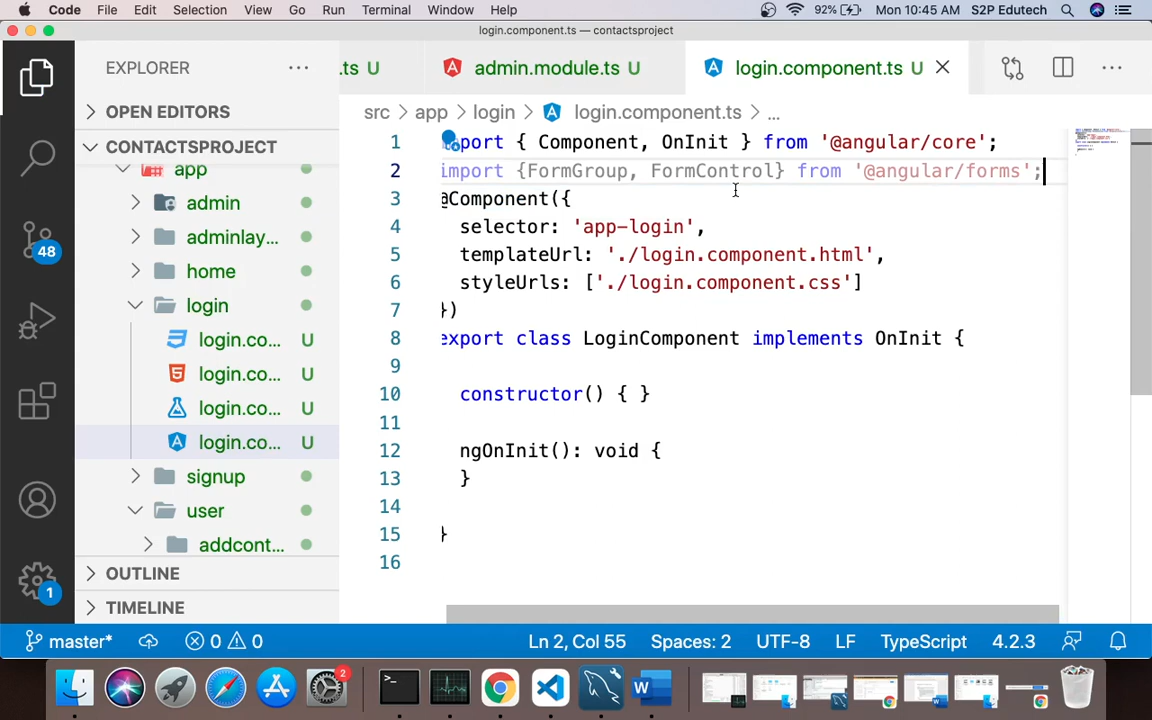 Code File Edit Selection View Go Run Terminal Window Help 92% Mon 10:45 AM S2P Edutech
login.component.ts — contactsproject
EXPLORER ...
.ts U
admin.module.ts U
login.component.ts U
OPEN EDITORS
CONTACTSPROJECT
app
admin
adminlay...
home
login
login.co... U
login.co... U
login.co... U
login.co... U
signup
user
addcont...
OUTLINE
TIMELINE
48
1
src > app > login > login.component.ts > ...
1 port { Component, OnInit } from '@angular/core';
2 import {FormGroup, FormControl} from '@angular/forms';
3 @Component({
4 selector: 'app-login',
5 templateUrl: './login.component.html',
6 styleUrls: ['./login.component.css']
7 })
8 export class LoginComponent implements OnInit {
9
10 constructor() { }
11
12 ngOnInit(): void {
13 }
14
15 }
16
master* 0 0 Ln 2, Col 55 Spaces: 2 UTF-8 LF TypeScript 4.2.3
2